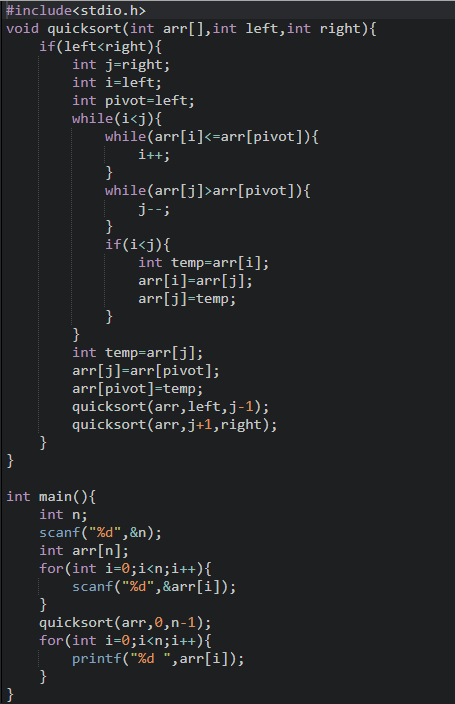 #include<stdio.h>
void quicksort(int arr[],int left,int right){
    if(left<right){
        int j=right;
        int i=left;
        int pivot=left;
        while(i<j){
            while(arr[i]<=arr[pivot]){
                i++;
            }
            while(arr[j]>arr[pivot]){
                j--;
            }
            if(i<j){
                int temp=arr[i];
                arr[i]=arr[j];
                arr[j]=temp;
            }
        }
        int temp=arr[j];
        arr[j]=arr[pivot];
        arr[pivot]=temp;
        quicksort(arr,left,j-1);
        quicksort(arr,j+1,right);
    }
}

int main(){
    int n;
    scanf("%d",&n);
    int arr[n];
    for(int i=0;i<n;i++){
        scanf("%d",&arr[i]);
    }
    quicksort(arr,0,n-1);
    for(int i=0;i<n;i++){
        printf("%d ",arr[i]);
    }
}